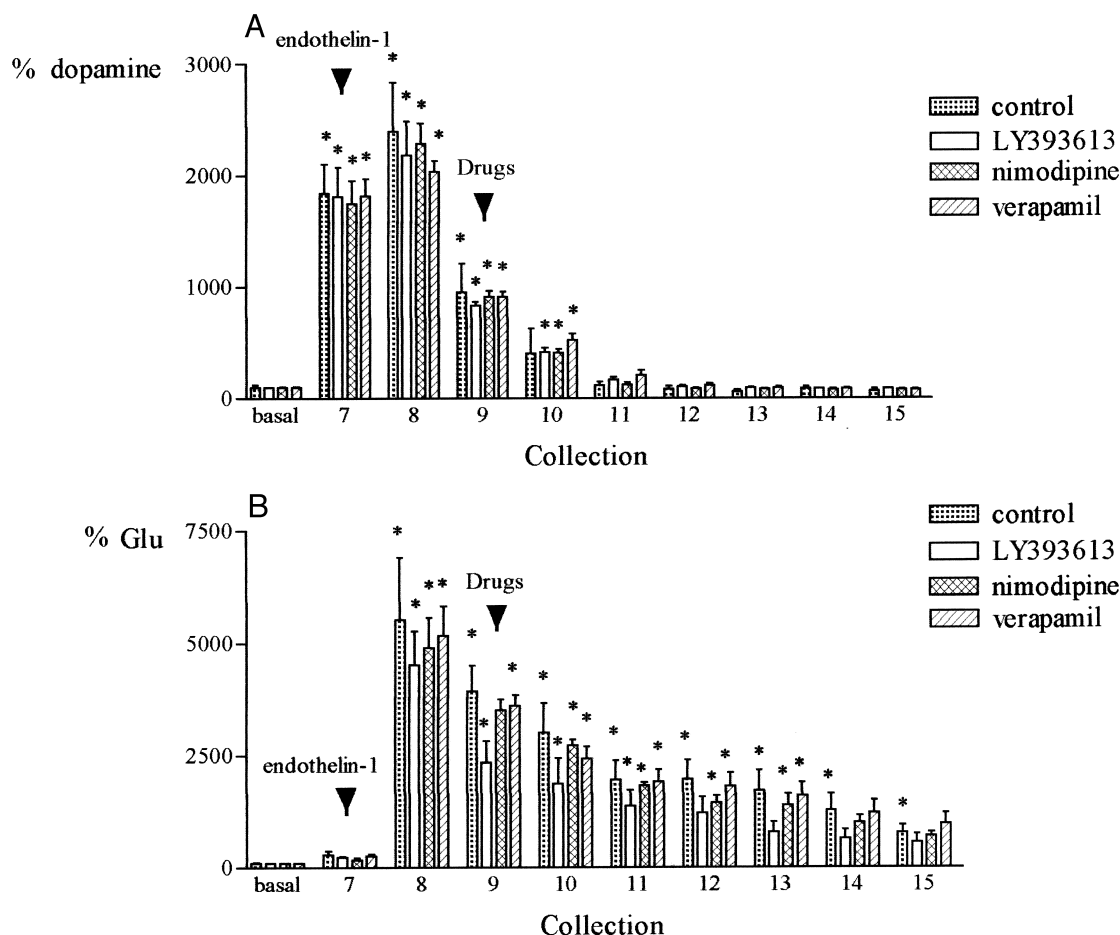 A
endothelin-1
% dopamine
3000
2000
1000
0
* * * * * * * *
Drugs
* * * *
* * *
control
LY393613
nimodipine
verapamil
basal 7 8 9 10 11 12 13 14 15
Collection
B
% Glu
7500
5000
2500
0
endothelin-1
* * * *
Drugs
* * *
* * * *
* * * *
* * *
* * *
*
*
control
LY393613
nimodipine
verapamil
basal 7 8 9 10 11 12 13 14 15
Collection